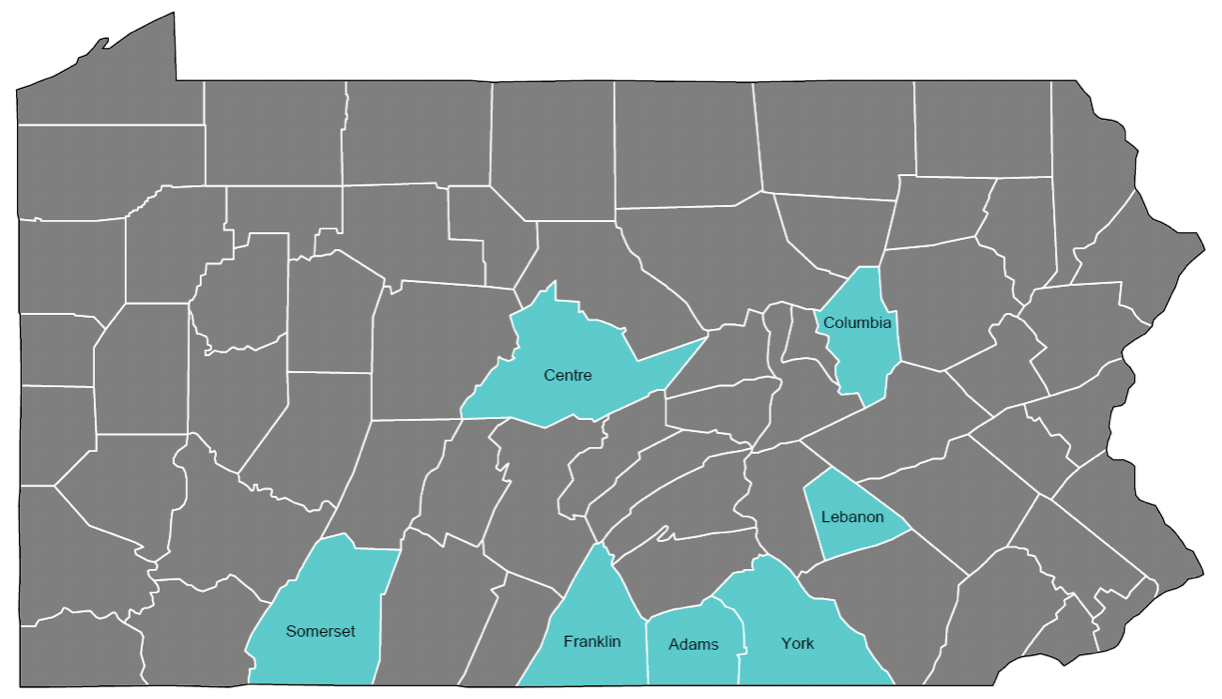 Columbia
Centre
Lebanon
Somerset
Franklin
Adams
York